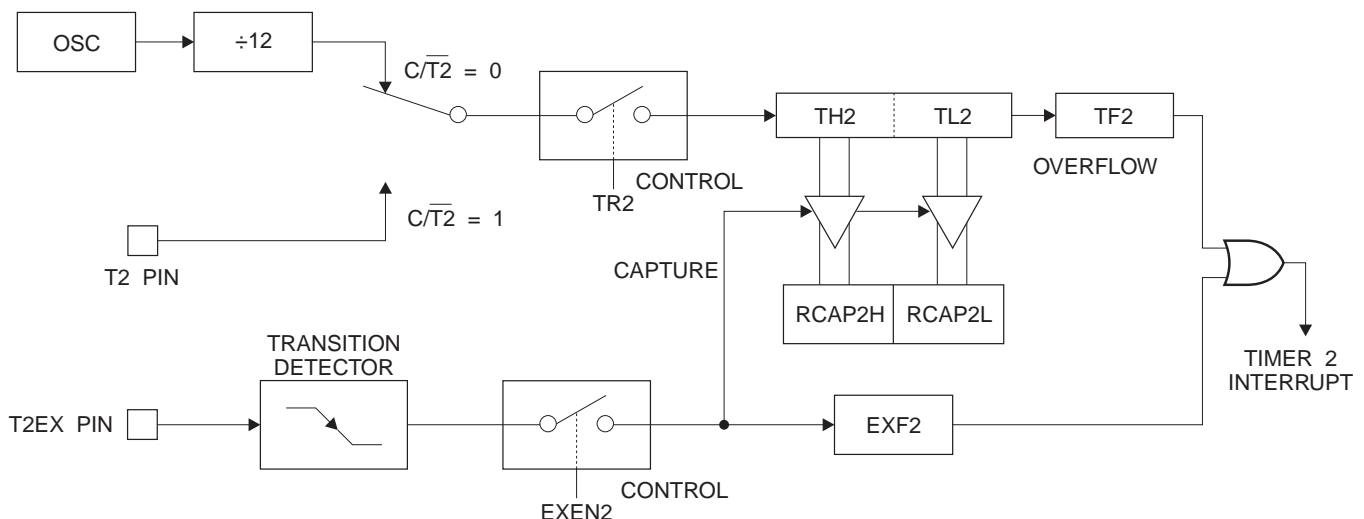 OSC
÷12
C/T2̅ = 0
TH2
TL2
TF2
OVERFLOW
CONTROL
TR2
C/T2̅ = 1
T2 PIN
CAPTURE
RCAP2H
RCAP2L
TRANSITION
DETECTOR
TIMER 2
INTERRUPT
T2EX PIN
EXF2
CONTROL
EXEN2